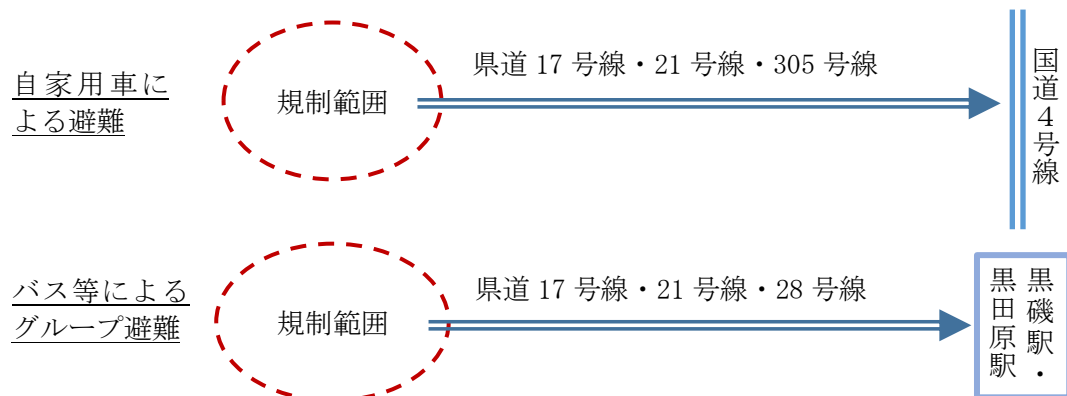 自家用車に
よる避難
規制範囲
県道 17 号線・21 号線・305 号線
国道４号線
バス等による
グループ避難
規制範囲
県道 17 号線・21 号線・28 号線
黒磯駅・
黒田原駅